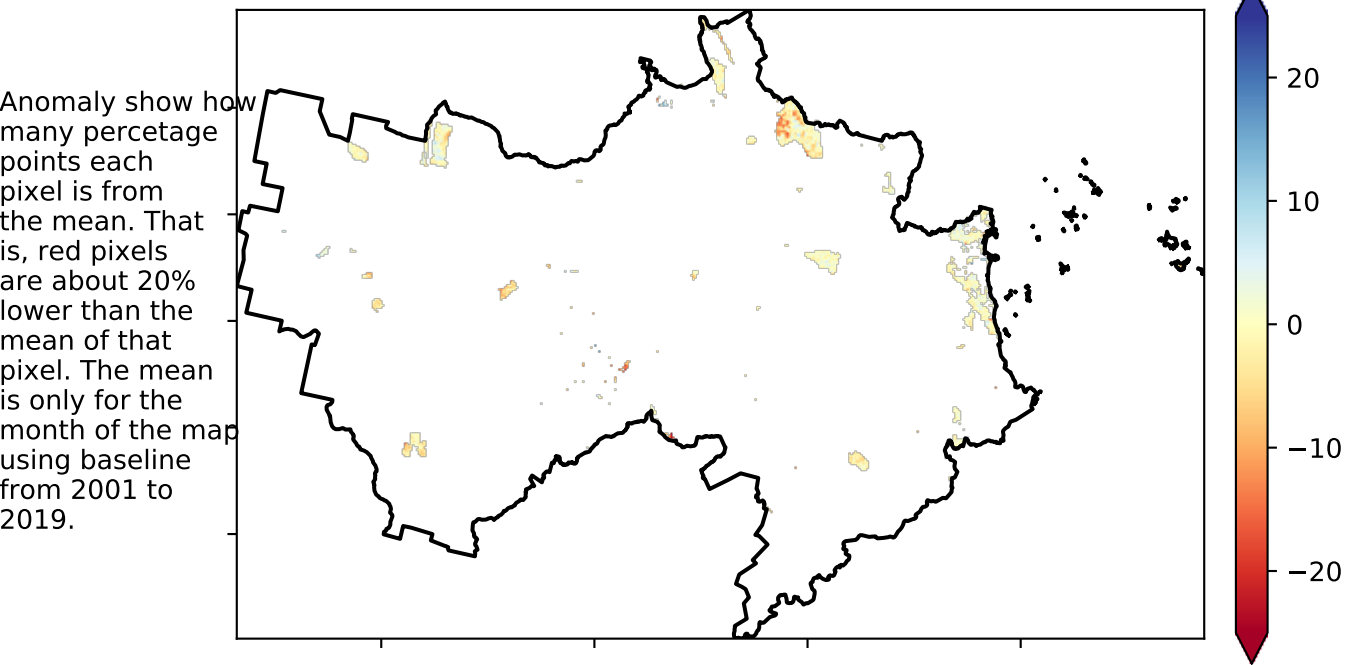 Anomaly show how
many percetage
points each
pixel is from
the mean. That
is, red pixels
are about 20%
lower than the
mean of that
pixel. The mean
is only for the
month of the map
using baseline
from 2001 to
2019.
20
10
0
−10
−20